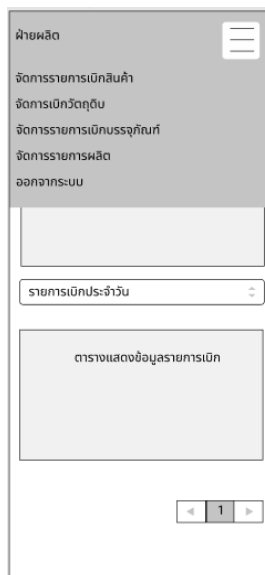 ฝ่ายผลิต
จัดการรายการเบิกสินค้า
จัดการเบิกวัตถุดิบ
จัดการรายการเบิกบรรจุภัณฑ์
จัดการรายการผลิต
ออกจากระบบ
รายการเบิกประจำวัน
ตารางแสดงข้อมูลรายการเบิก
1